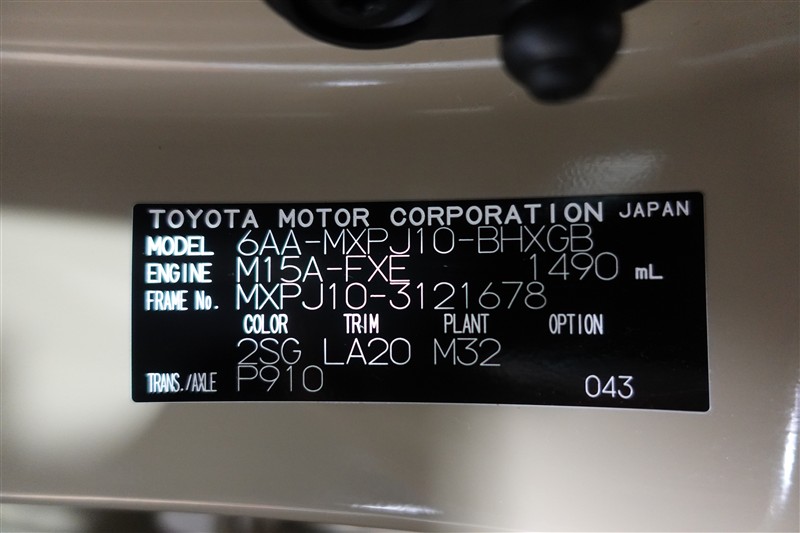 TOYOTA MOTOR CORPORATION JAPAN
MODEL 6AA-MXPJ10-BHXGB
ENGINE M15A-FXE 1490 mL
FRAME No. MXPJ10-3121678
COLOR TRIM PLANT OPTION
2SG LA20 M32
TRANS./AXLE P910 043